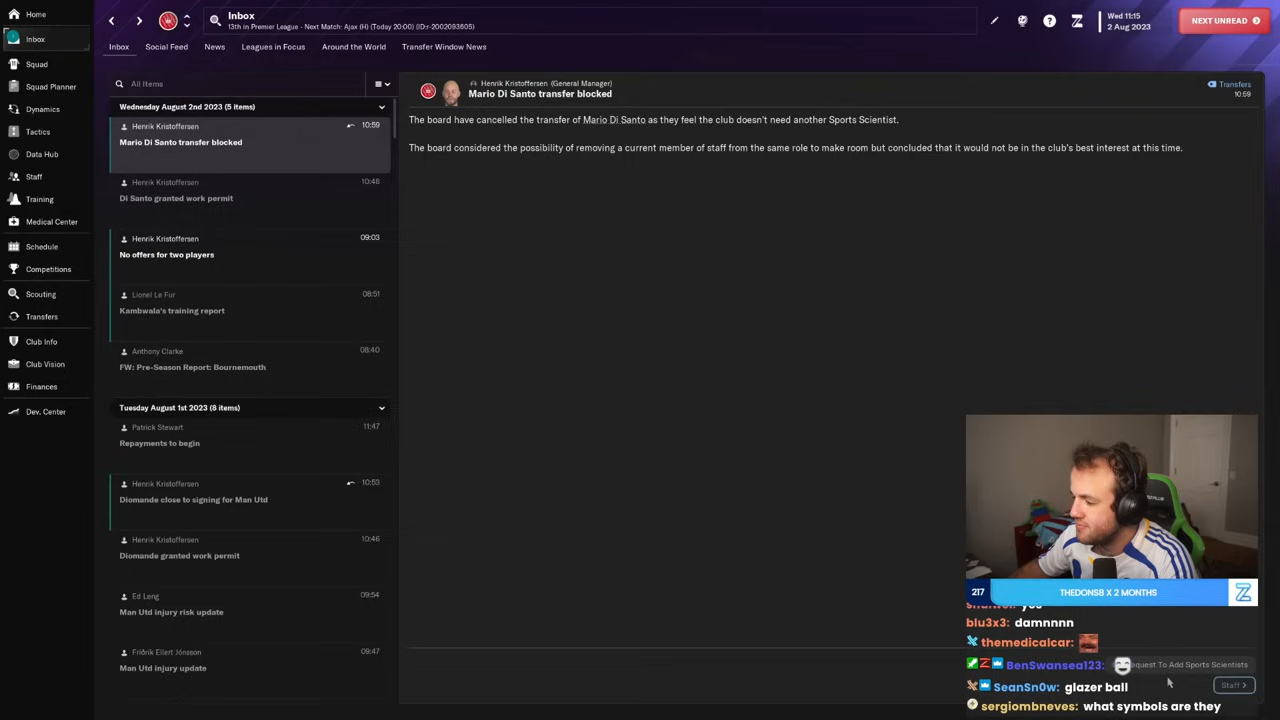 Home
Inbox
Squad
Squad Planner
Dynamics
Tactics
Data Hub
Staff
Training
Medical Center
Schedule
Competitions
Scouting
Transfers
Club Info
Club Vision
Finances
Dev. Center
Inbox
13th in Premier League - Next Match: Ajax (H) (Today 20:00) (ID:r-2002093605)
Wed 11:15
2 Aug 2023
NEXT UNREAD
Inbox
Social Feed
News
Leagues in Focus
Around the World
Transfer Window News
All Items
Wednesday August 2nd 2023 (5 items)
Henrik Kristoffersen 10:59
Mario Di Santo transfer blocked
Henrik Kristoffersen 10:48
Di Santo granted work permit
Henrik Kristoffersen 09:03
No offers for two players
Lionel Le Fur 08:51
Kambwala's training report
Anthony Clarke 08:40
FW: Pre-Season Report: Bournemouth
Tuesday August 1st 2023 (8 items)
Patrick Stewart 11:47
Repayments to begin
Henrik Kristoffersen 10:53
Diomande close to signing for Man Utd
Henrik Kristoffersen 10:46
Diomande granted work permit
Ed Leng 09:54
Man Utd injury risk update
Friðrik Ellert Jónsson 09:47
Man Utd injury update
Henrik Kristoffersen (General Manager)
Mario Di Santo transfer blocked
Transfers
10:59
The board have cancelled the transfer of Mario Di Santo as they feel the club doesn't need another Sports Scientist.
The board considered the possibility of removing a current member of staff from the same role to make room but concluded that it would not be in the club's best interest at this time.
217 THEDONS8 X 2 MONTHS
blu3x3: damnnnn
themedicalcar:
BenSwansea123:
To Add Sports Scientists
SeanSn0w: glazer ball
Staff
sergiombneves: what symbols are they